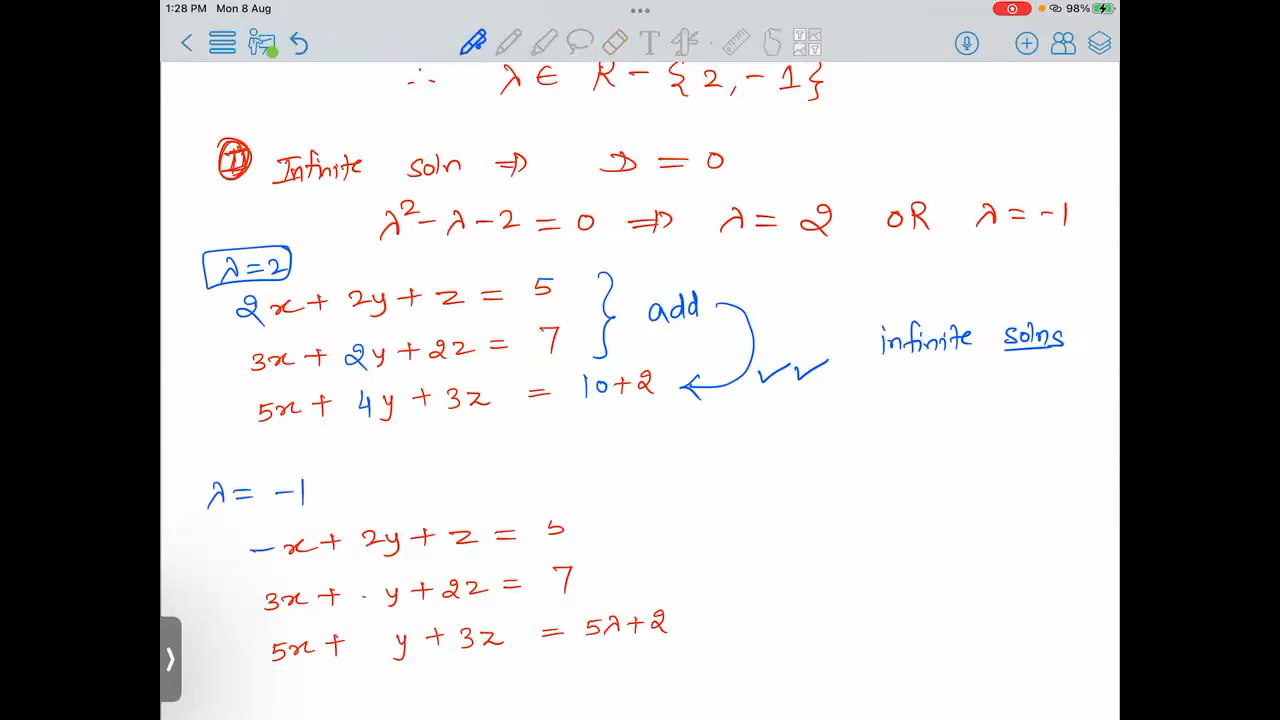 1:28 PM Mon 8 Aug
98%
∴ λ ∈ R - {2, -1}
II Infinite soln ⇒ D = 0
λ² - λ - 2 = 0 ⇒ λ = 2 OR λ = -1
λ = 2
2x + 2y + z = 5
3x + 2y + 2z = 7
add
infinite solns
5x + 4y + 3z = 10 + 2
λ = -1
-x + 2y + z = 5
3x + y + 2z = 7
5x + y + 3z = 5λ + 2